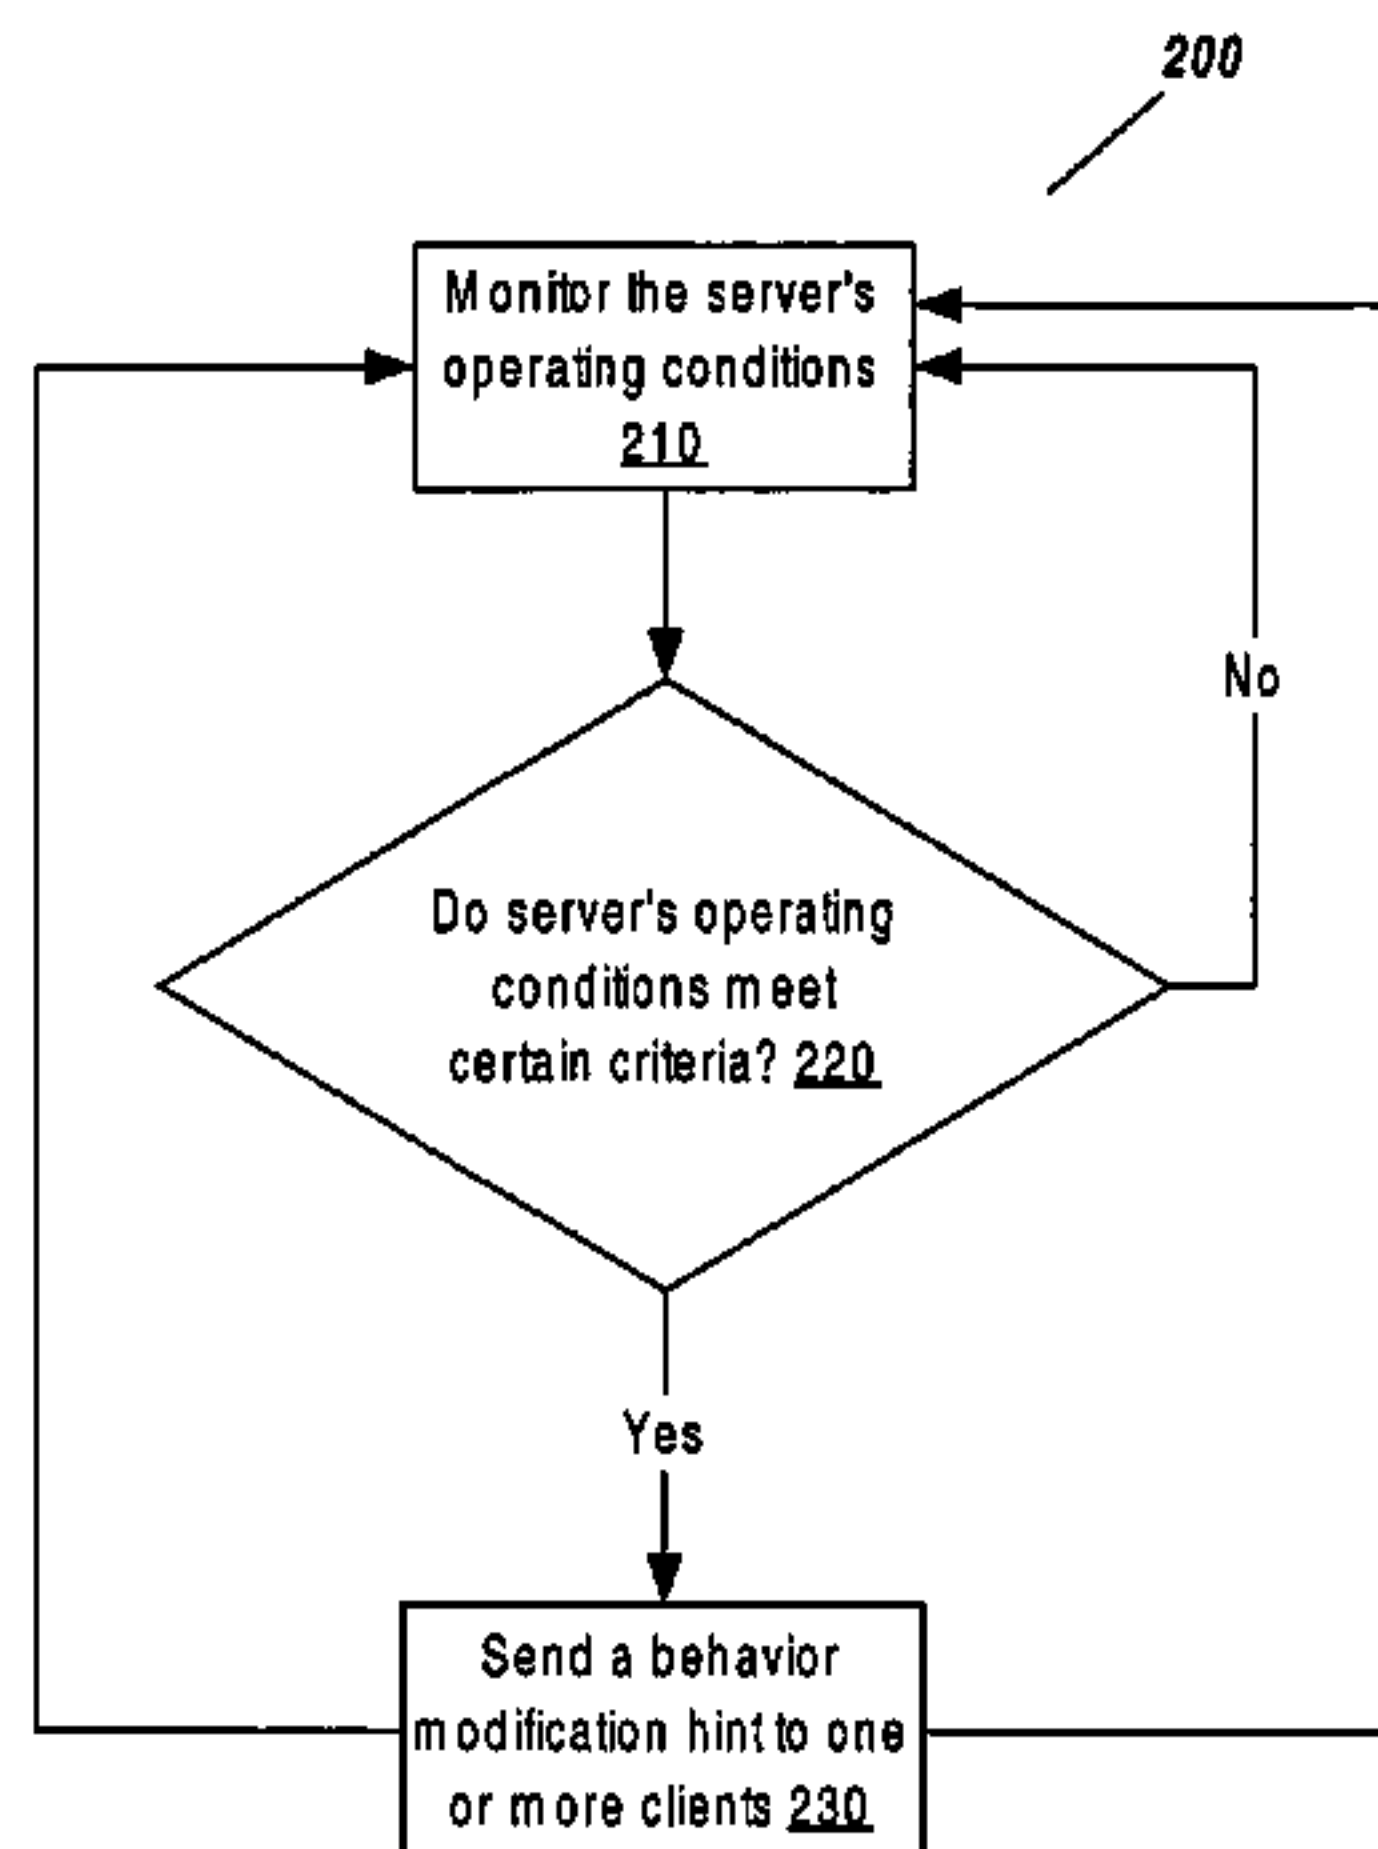 200
Monitor the server's
operating conditions
210
No
Do server's operating
conditions meet
certain criteria? 220
Yes
Send a behavior
modification hint to one
or more clients 230